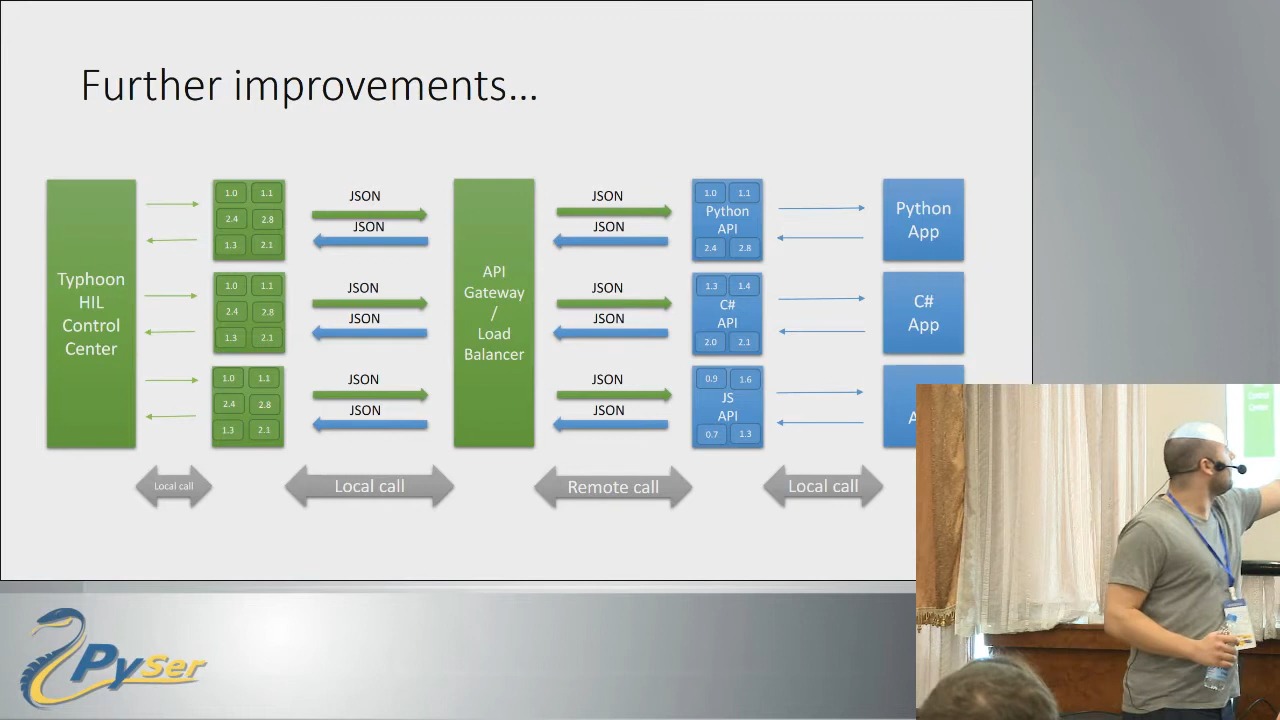 Further improvements...
Typhoon
HIL
Control
Center
1.0 1.1
2.4 2.8
1.3 2.1
1.0 1.1
2.4 2.8
1.3 2.1
1.0 1.1
2.4 2.8
1.3 2.1
JSON
JSON
JSON
JSON
JSON
JSON
API
Gateway
/
Load
Balancer
JSON
JSON
JSON
JSON
JSON
JSON
1.0 1.1
Python
API
2.4 2.8
1.3 1.4
C#
API
2.0 2.1
0.9 1.6
JS
API
0.7 1.3
Python
App
C#
App
Local call
Local call
Remote call
Local call
PySer
Control
Center